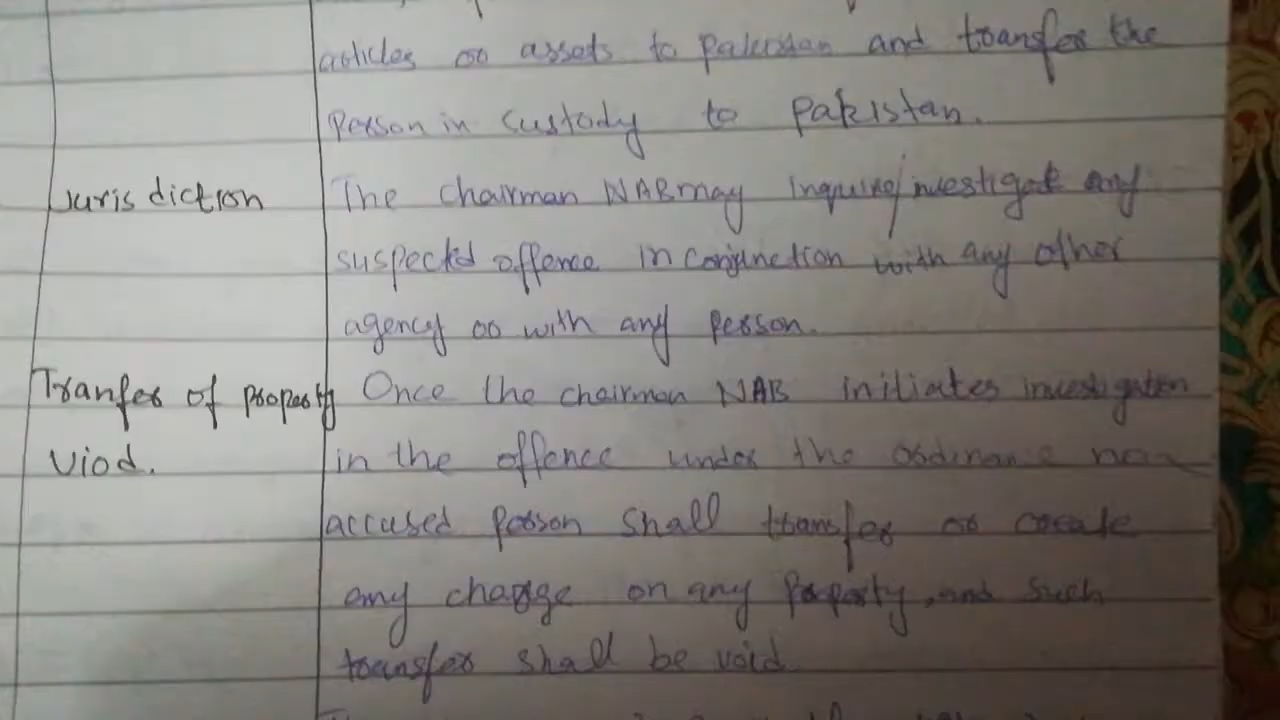 articles or assets to Pakistan and transfer the
Person in custody to Pakistan.
Juris diction
The Chairman NAB may inquire/investigate any
suspected offence in conjunction with any other
agency or with any person.
Tranfer of property
Viod.
Once the chairman NAB initiates investigation
in the offence under the ordinance
accused person shall transfer or create
any charge on any Property, and such
transfer shall be void